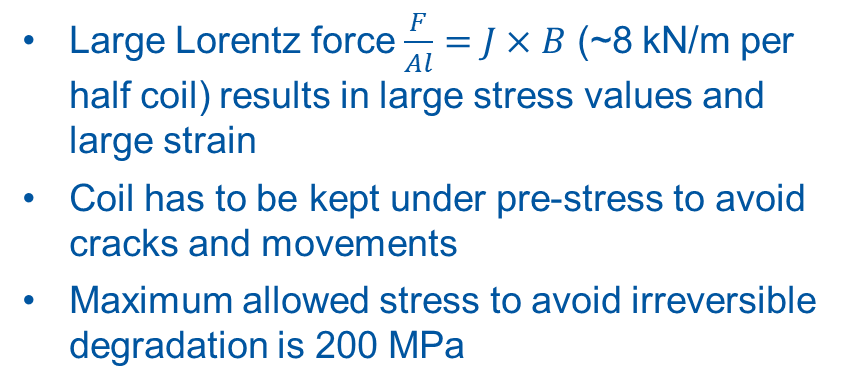 • Large Lorentz force F/Al = J × B (~8 kN/m per
half coil) results in large stress values and
large strain
• Coil has to be kept under pre-stress to avoid
cracks and movements
• Maximum allowed stress to avoid irreversible
degradation is 200 MPa